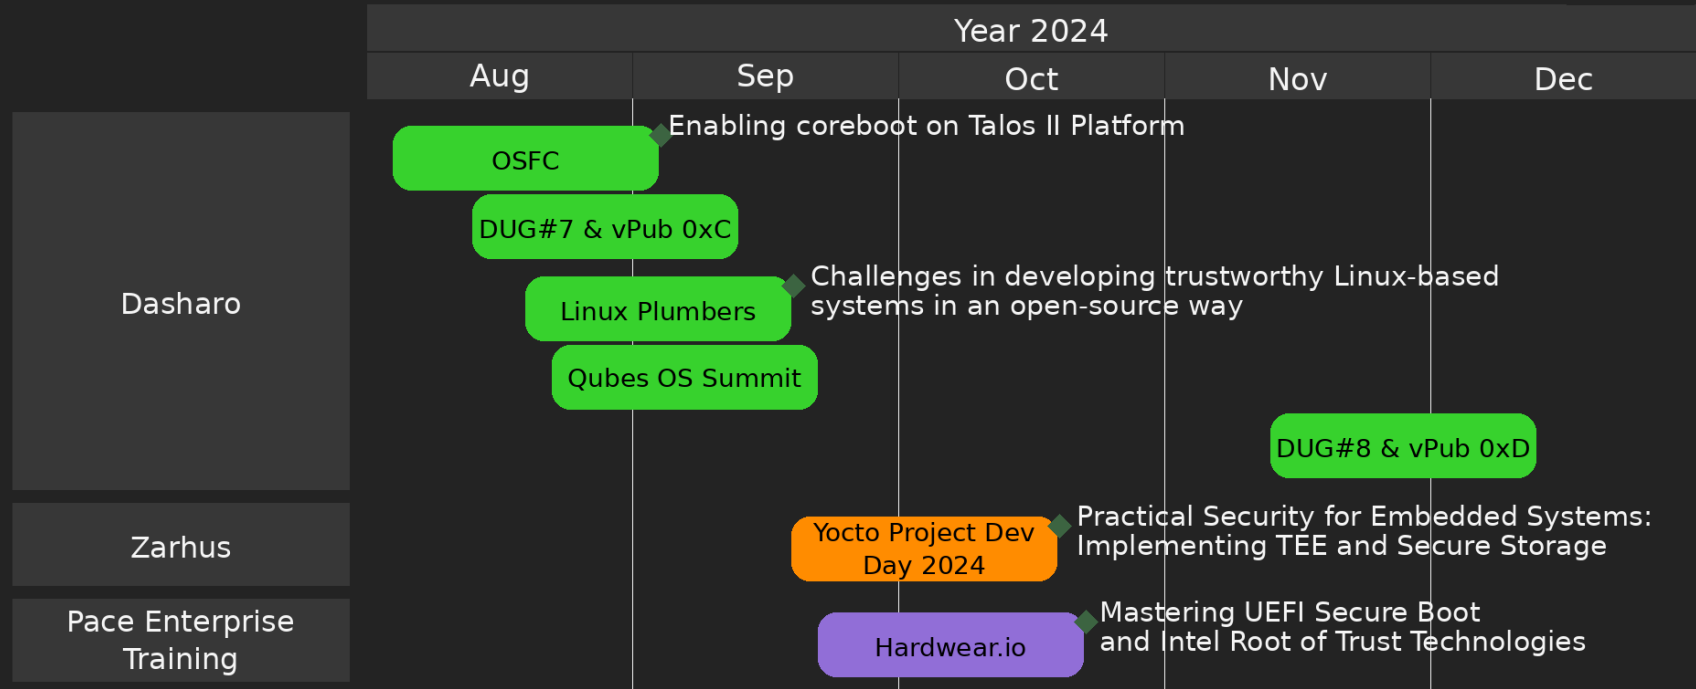 Year 2024
Aug
Sep
Oct
Nov
Dec
Dasharo
OSFC
Enabling coreboot on Talos II Platform
DUG#7 & vPub 0xC
Linux Plumbers
Challenges in developing trustworthy Linux-based
systems in an open-source way
Qubes OS Summit
DUG#8 & vPub 0xD
Zarhus
Yocto Project Dev
Day 2024
Practical Security for Embedded Systems:
Implementing TEE and Secure Storage
Pace Enterprise
Training
Hardwear.io
Mastering UEFI Secure Boot
and Intel Root of Trust Technologies